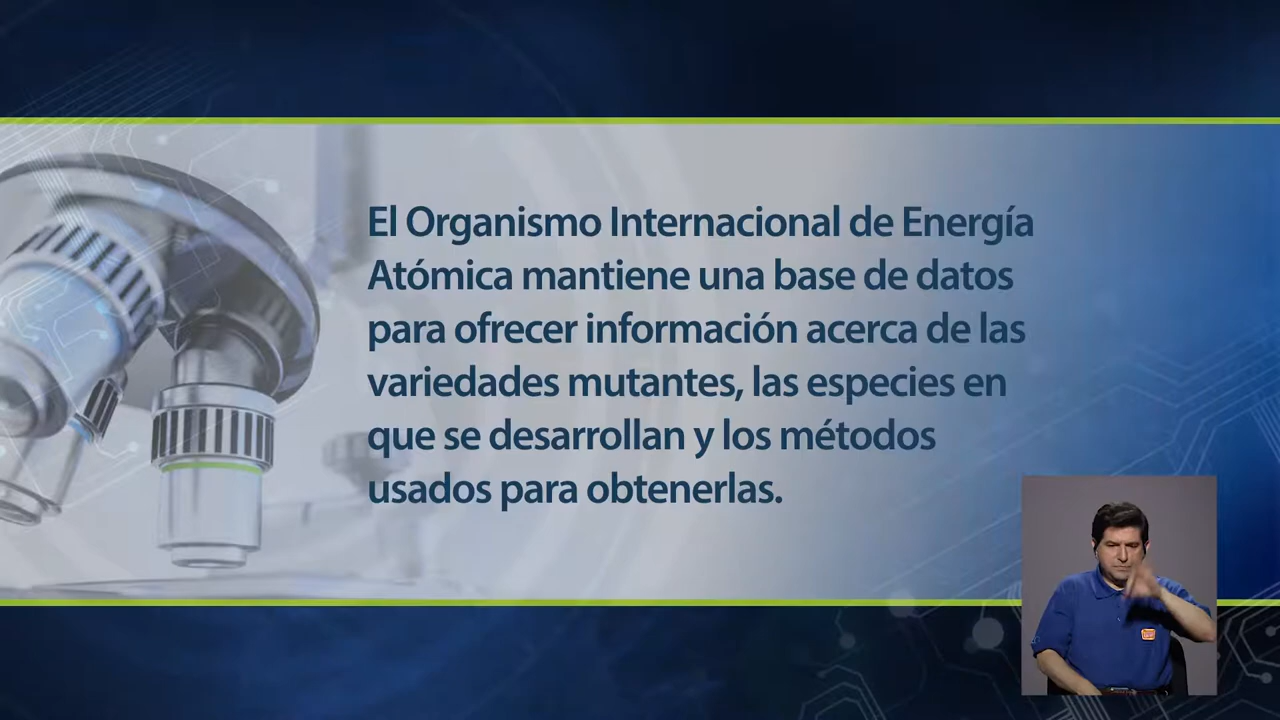 El Organismo Internacional de Energía
Atómica mantiene una base de datos
para ofrecer información acerca de las
variedades mutantes, las especies en
que se desarrollan y los métodos
usados para obtenerlas.